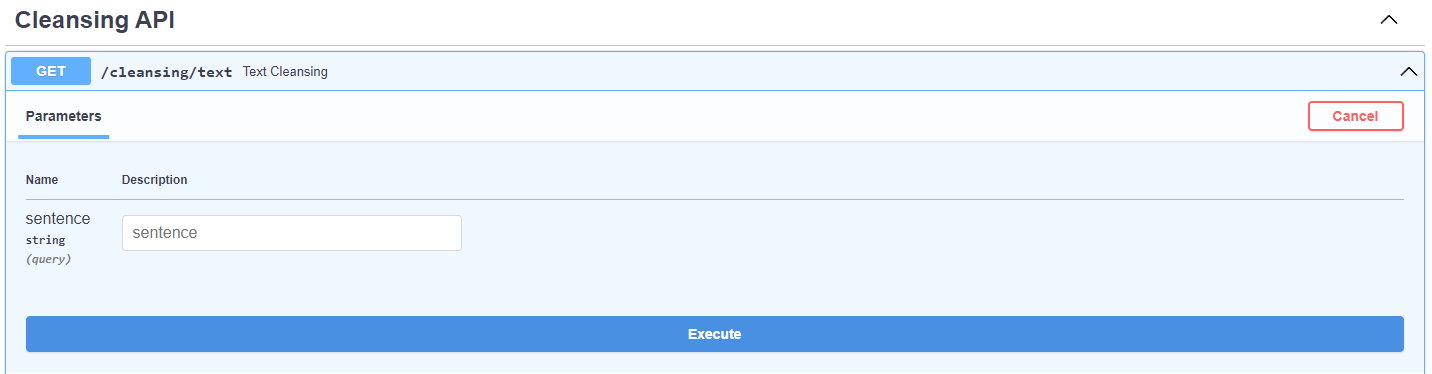 Cleansing API
GET /cleansing/text Text Cleansing
Parameters Cancel
Name Description
sentence
string
(query)
sentence
Execute